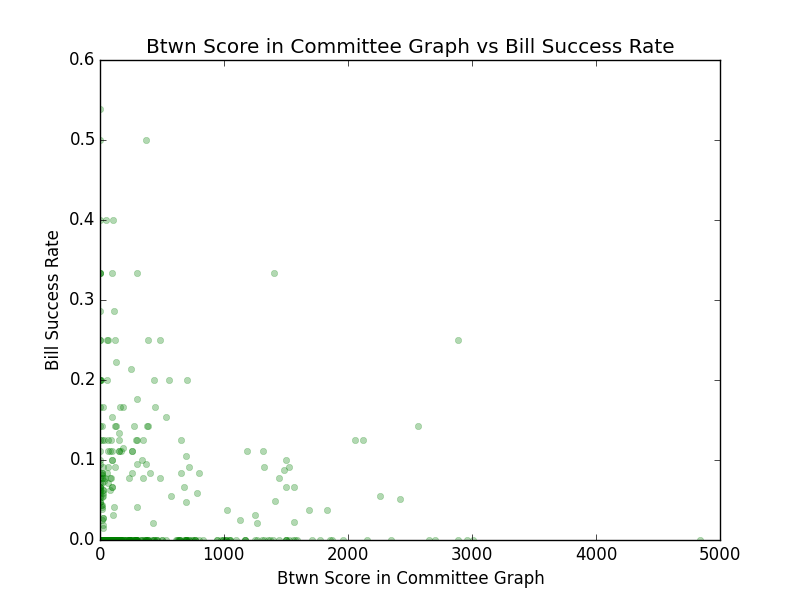 Btwn Score in Committee Graph vs Bill Success Rate
0.6
0.5
0.4
0.3
0.2
0.1
0.0
Bill Success Rate
0 1000 2000 3000 4000 5000
Btwn Score in Committee Graph